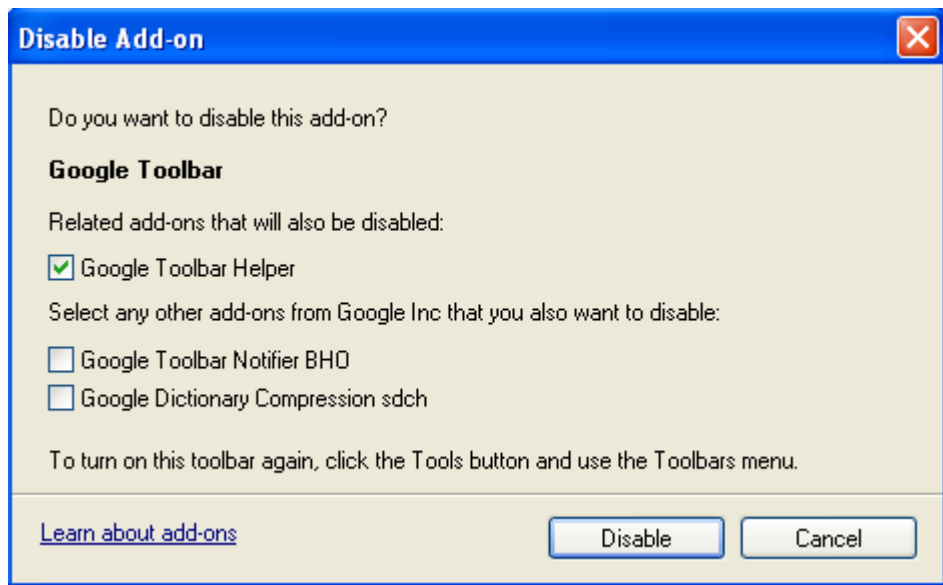 Disable Add-on
Do you want to disable this add-on?
Google Toolbar
Related add-ons that will also be disabled:
Google Toolbar Helper
Select any other add-ons from Google Inc that you also want to disable:
Google Toolbar Notifier BHO
Google Dictionary Compression sdch
To turn on this toolbar again, click the Tools button and use the Toolbars menu.
Learn about add-ons Disable Cancel